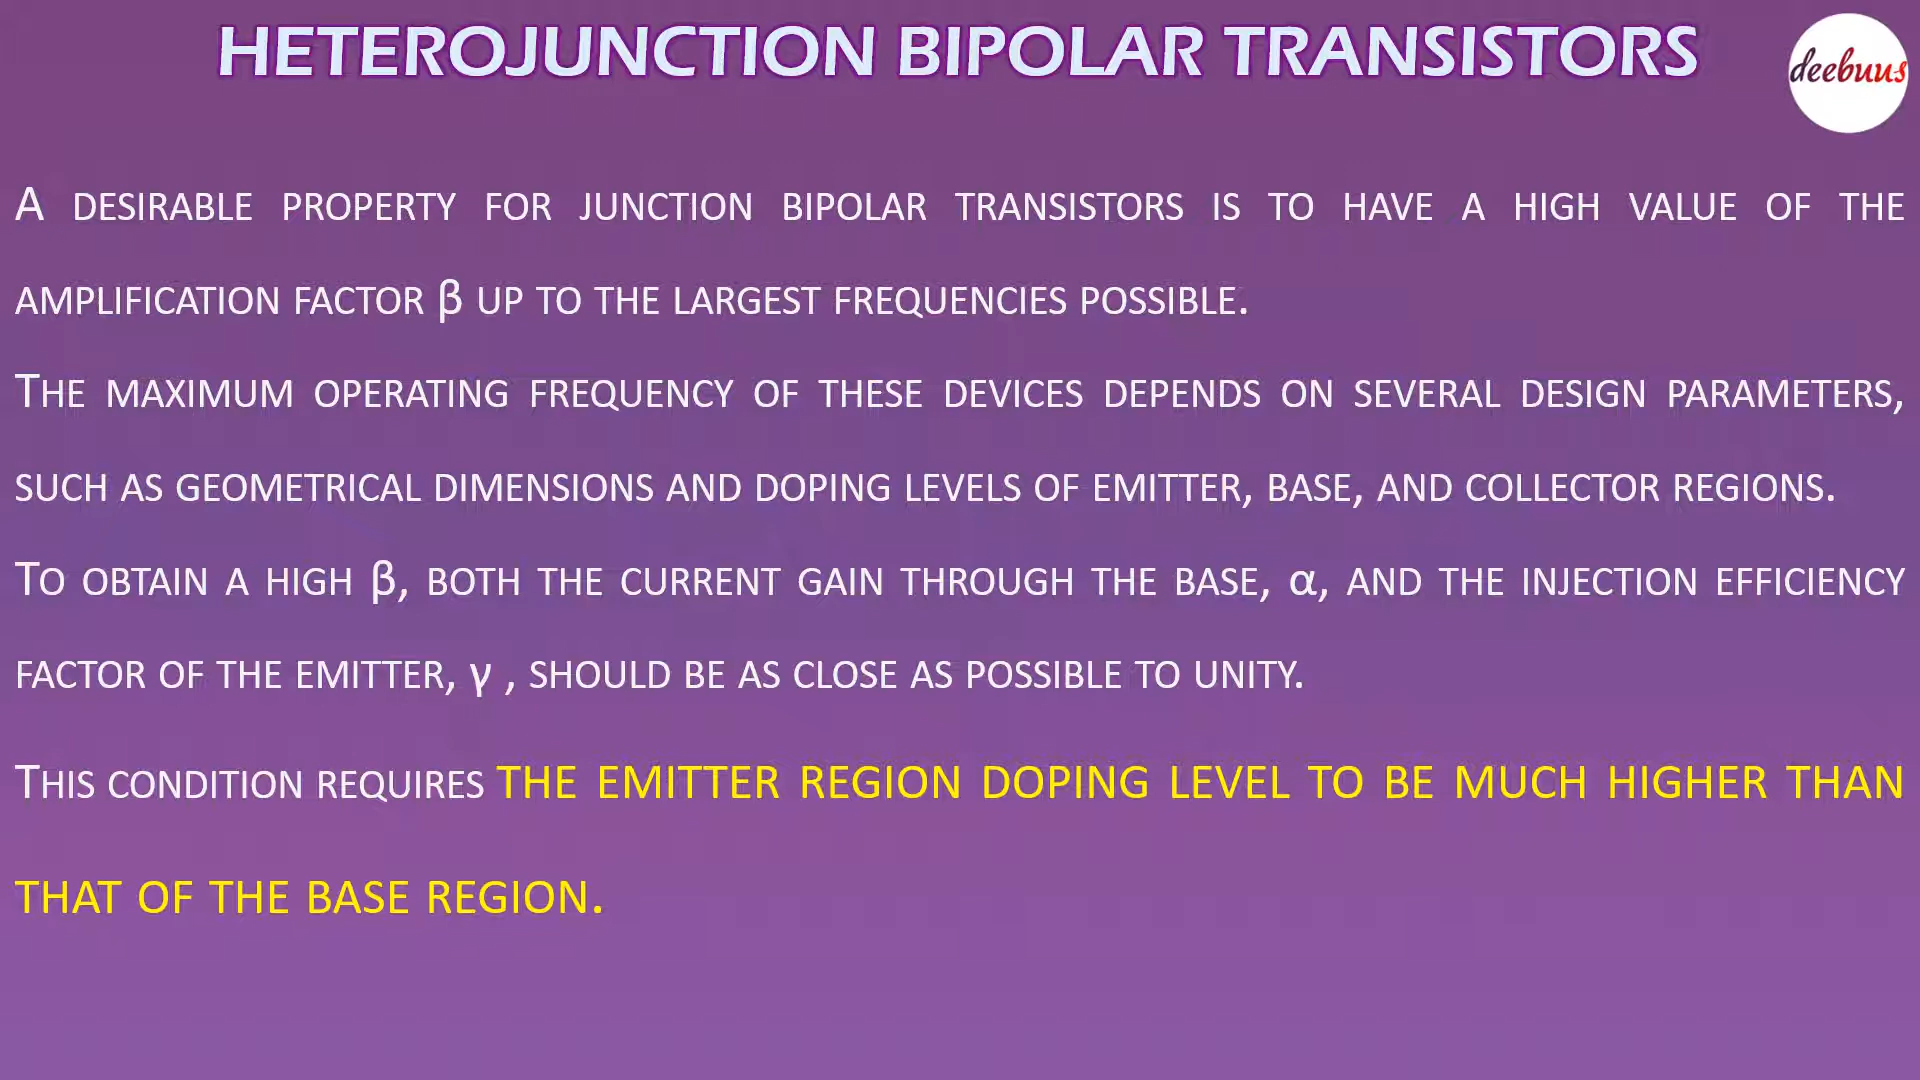 HETEROJUNCTION BIPOLAR TRANSISTORS
deebuus
A DESIRABLE PROPERTY FOR JUNCTION BIPOLAR TRANSISTORS IS TO HAVE A HIGH VALUE OF THE
AMPLIFICATION FACTOR β UP TO THE LARGEST FREQUENCIES POSSIBLE.
THE MAXIMUM OPERATING FREQUENCY OF THESE DEVICES DEPENDS ON SEVERAL DESIGN PARAMETERS,
SUCH AS GEOMETRICAL DIMENSIONS AND DOPING LEVELS OF EMITTER, BASE, AND COLLECTOR REGIONS.
TO OBTAIN A HIGH β, BOTH THE CURRENT GAIN THROUGH THE BASE, α, AND THE INJECTION EFFICIENCY
FACTOR OF THE EMITTER, γ , SHOULD BE AS CLOSE AS POSSIBLE TO UNITY.
THIS CONDITION REQUIRES THE EMITTER REGION DOPING LEVEL TO BE MUCH HIGHER THAN
THAT OF THE BASE REGION.